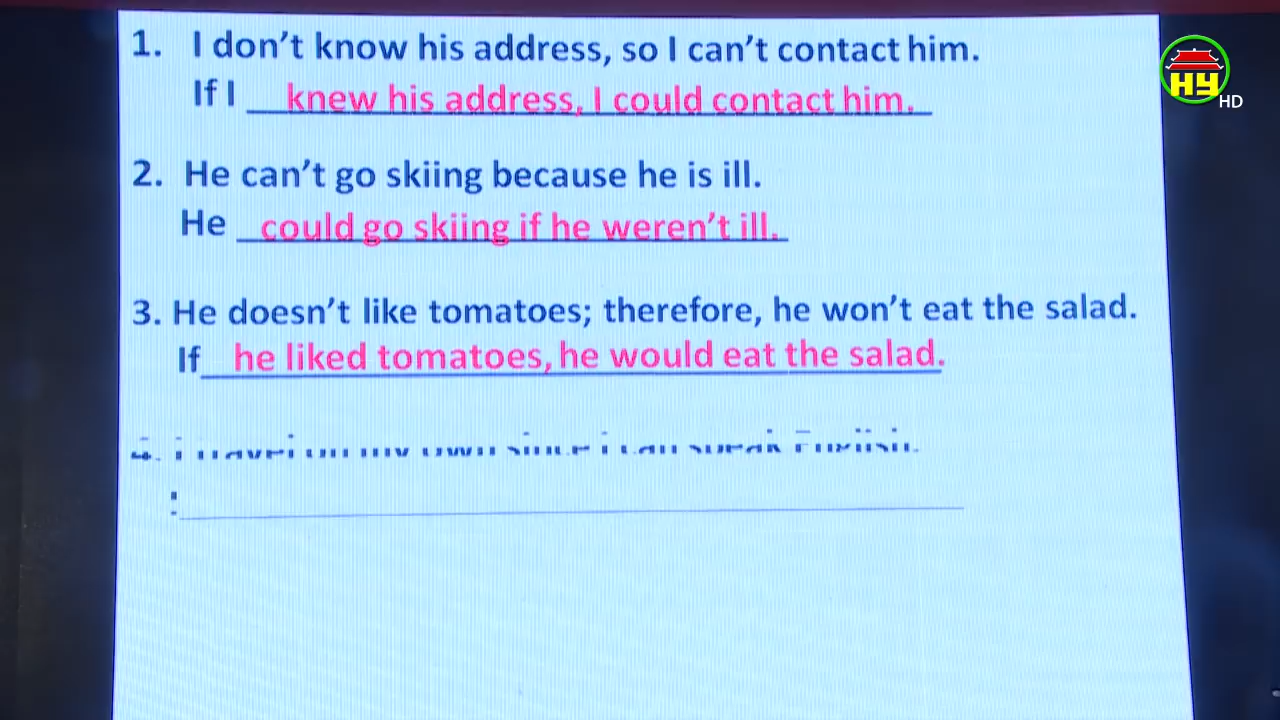 1. I don't know his address, so I can't contact him.
If I knew his address, I could contact him.
2. He can't go skiing because he is ill.
He could go skiing if he weren't ill.
3. He doesn't like tomatoes; therefore, he won't eat the salad.
If he liked tomatoes, he would eat the salad.
4.
HY
HD